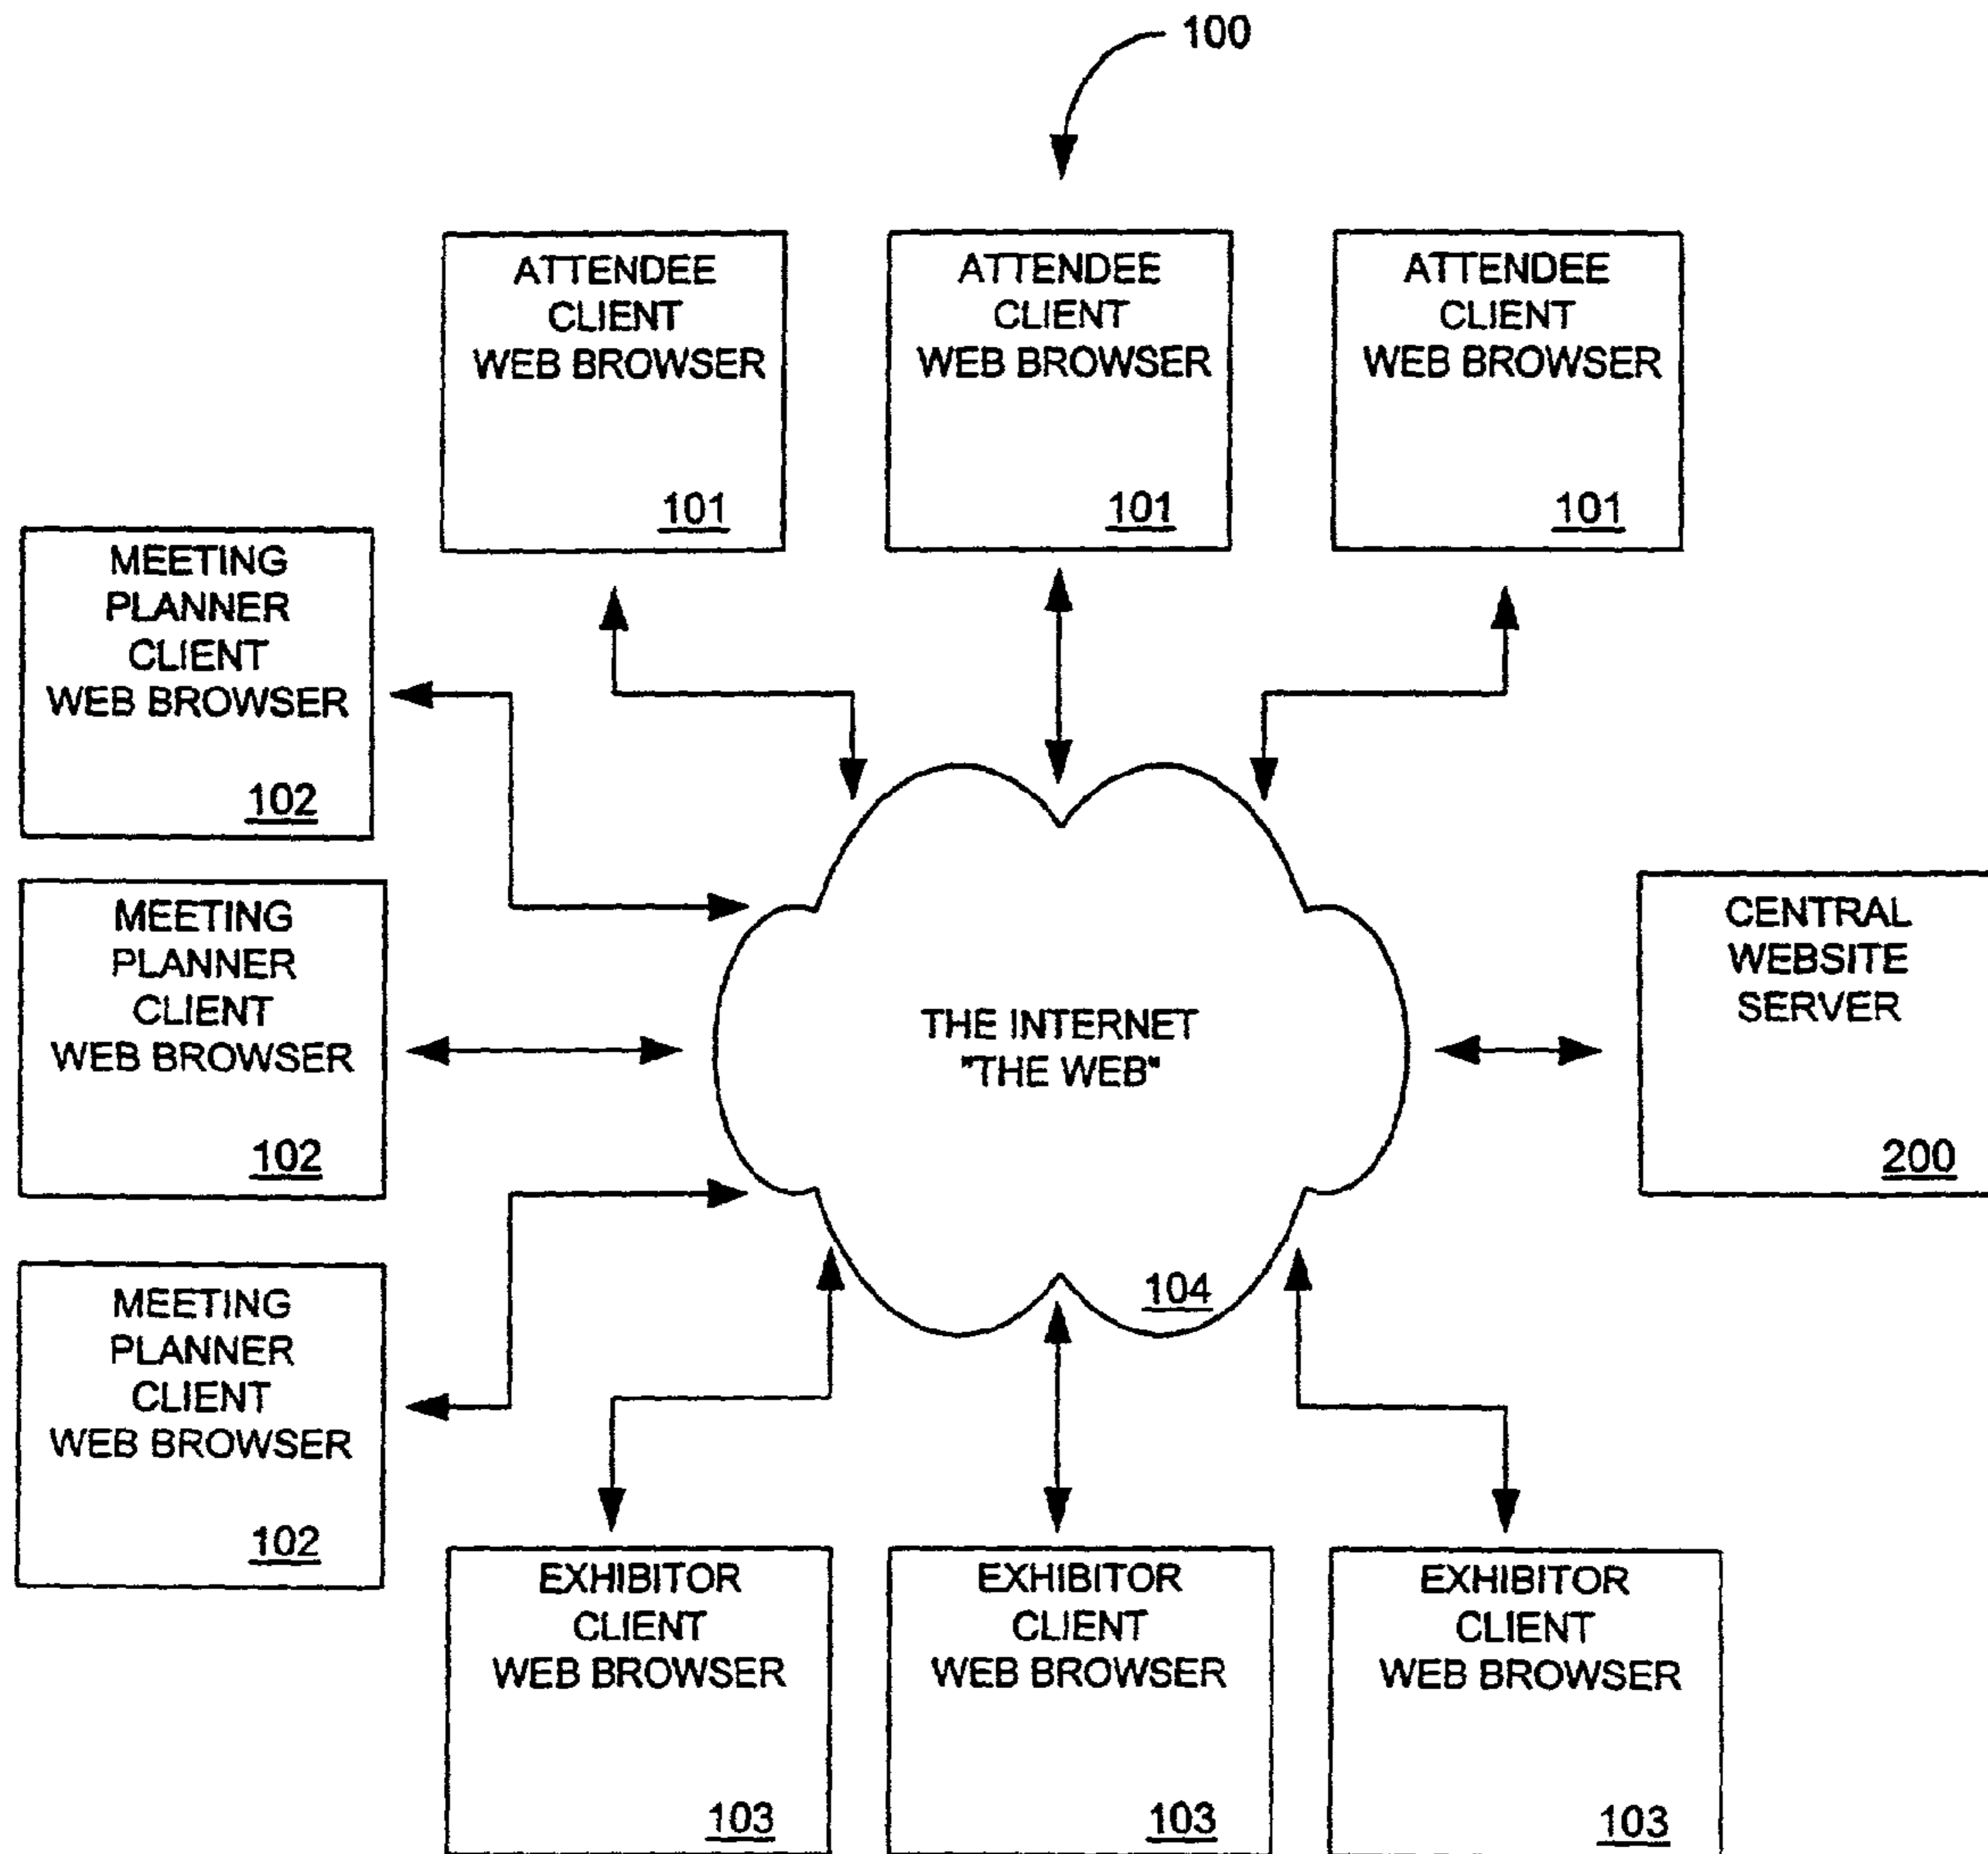 100
ATTENDEE
CLIENT
WEB BROWSER
101
ATTENDEE
CLIENT
WEB BROWSER
101
ATTENDEE
CLIENT
WEB BROWSER
101
MEETING
PLANNER
CLIENT
WEB BROWSER
102
MEETING
PLANNER
CLIENT
WEB BROWSER
102
MEETING
PLANNER
CLIENT
WEB BROWSER
102
THE INTERNET
"THE WEB"
104
CENTRAL
WEBSITE
SERVER
200
EXHIBITOR
CLIENT
WEB BROWSER
103
EXHIBITOR
CLIENT
WEB BROWSER
103
EXHIBITOR
CLIENT
WEB BROWSER
103